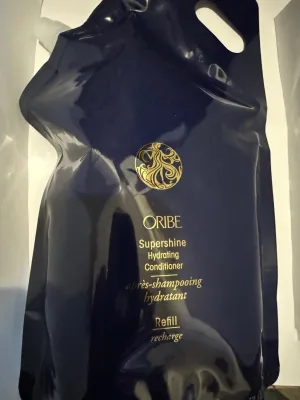 ORIBE
Supershine
Hydrating
Conditioner
après-shampooing
hydratant
Refill
recharge